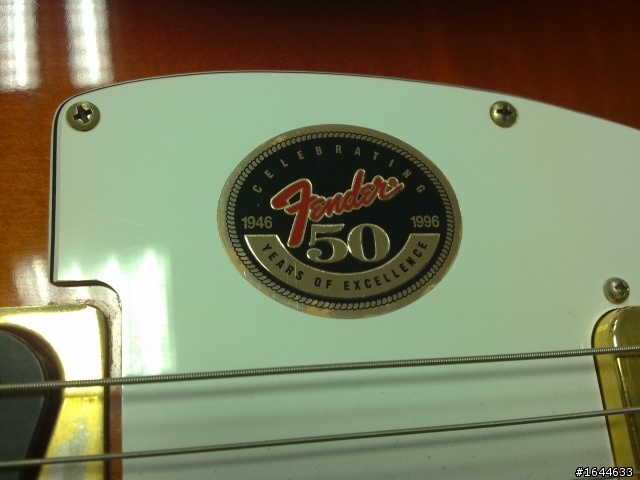 CELEBRATING
Fender
1946 50 1996
YEARS OF EXCELLENCE
#1644633